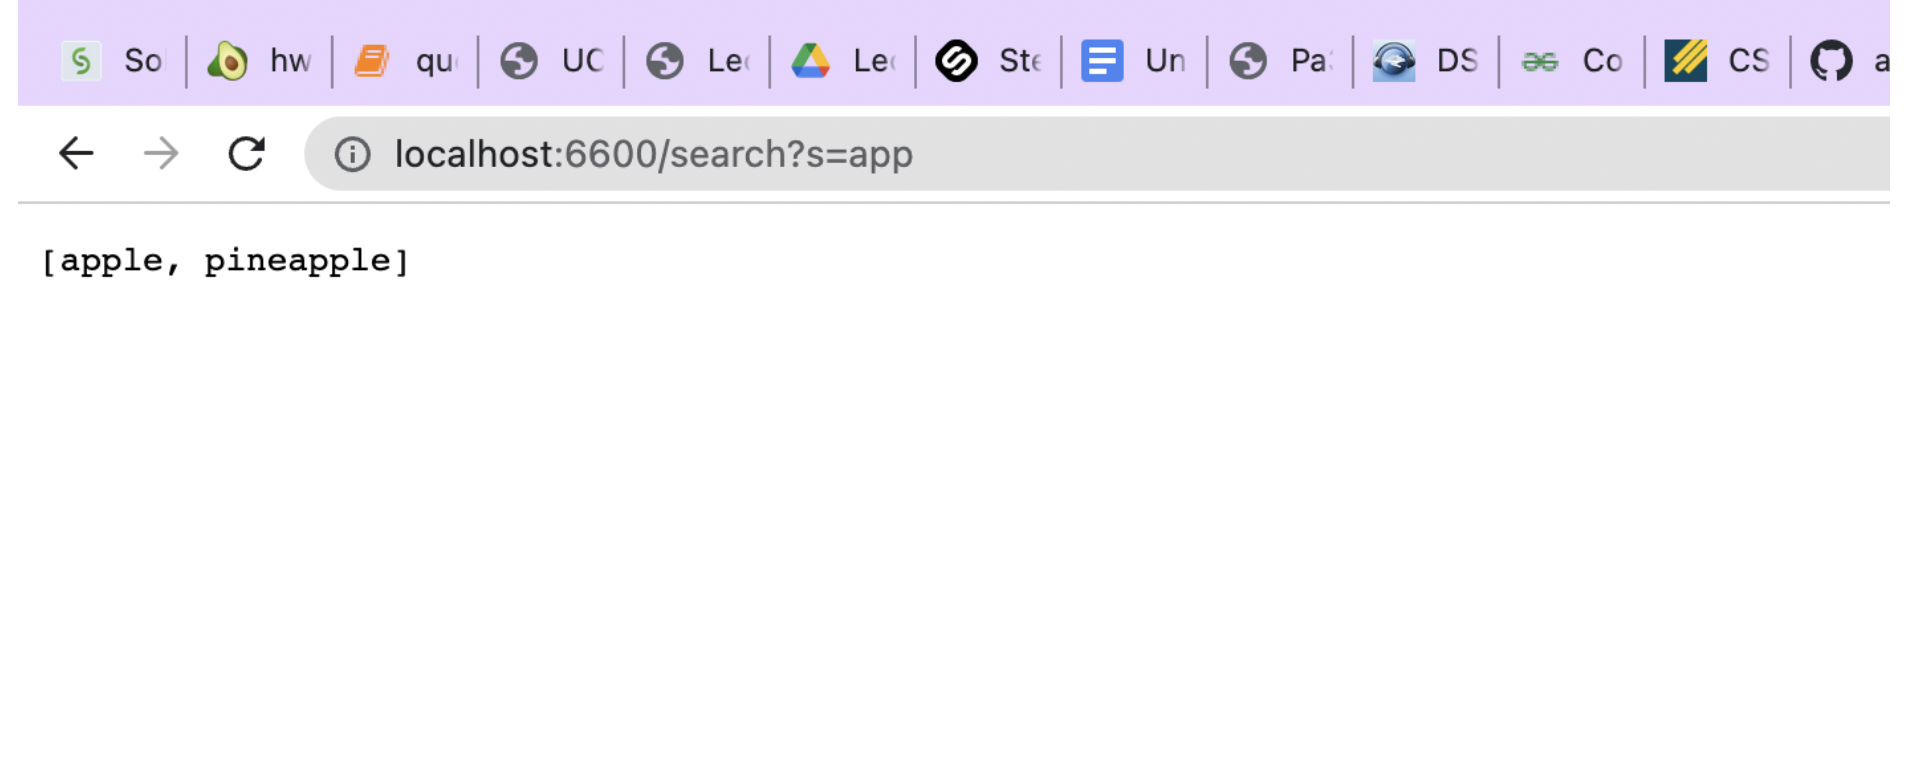 So hw qu UC Le Le Ste Un Pa DS Co CS a
localhost:6600/search?s=app
[apple, pineapple]